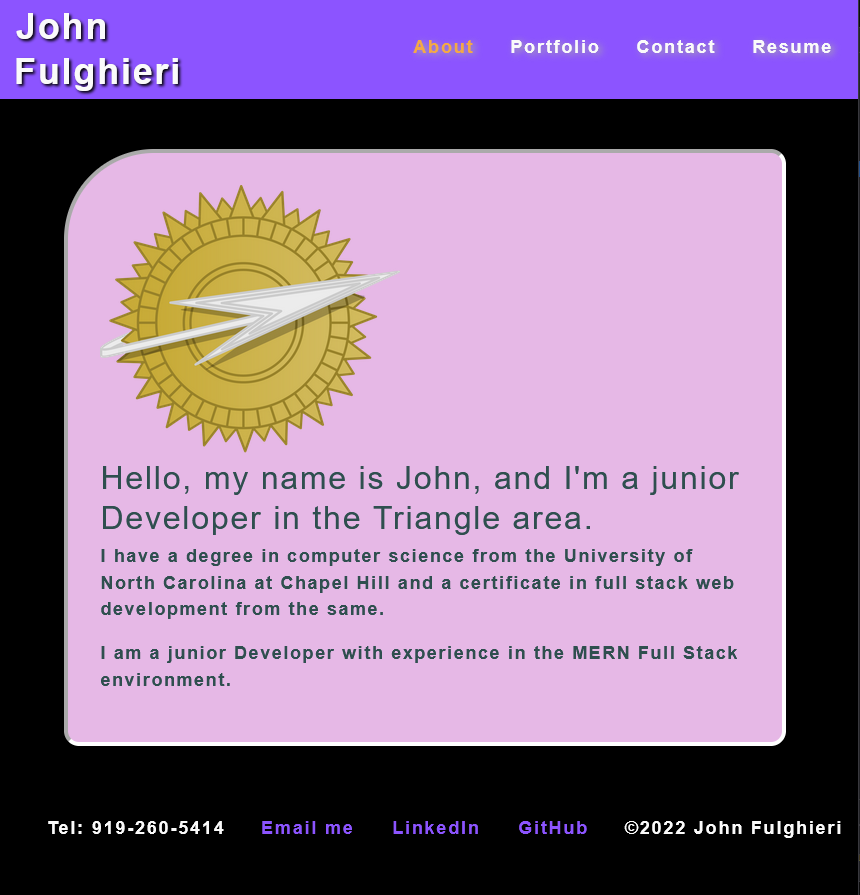 John
Fulghieri
About Portfolio Contact Resume
Hello, my name is John, and I'm a junior
Developer in the Triangle area.
I have a degree in computer science from the University of
North Carolina at Chapel Hill and a certificate in full stack web
development from the same.
I am a junior Developer with experience in the MERN Full Stack
environment.
Tel: 919-260-5414 Email me LinkedIn GitHub ©2022 John Fulghieri